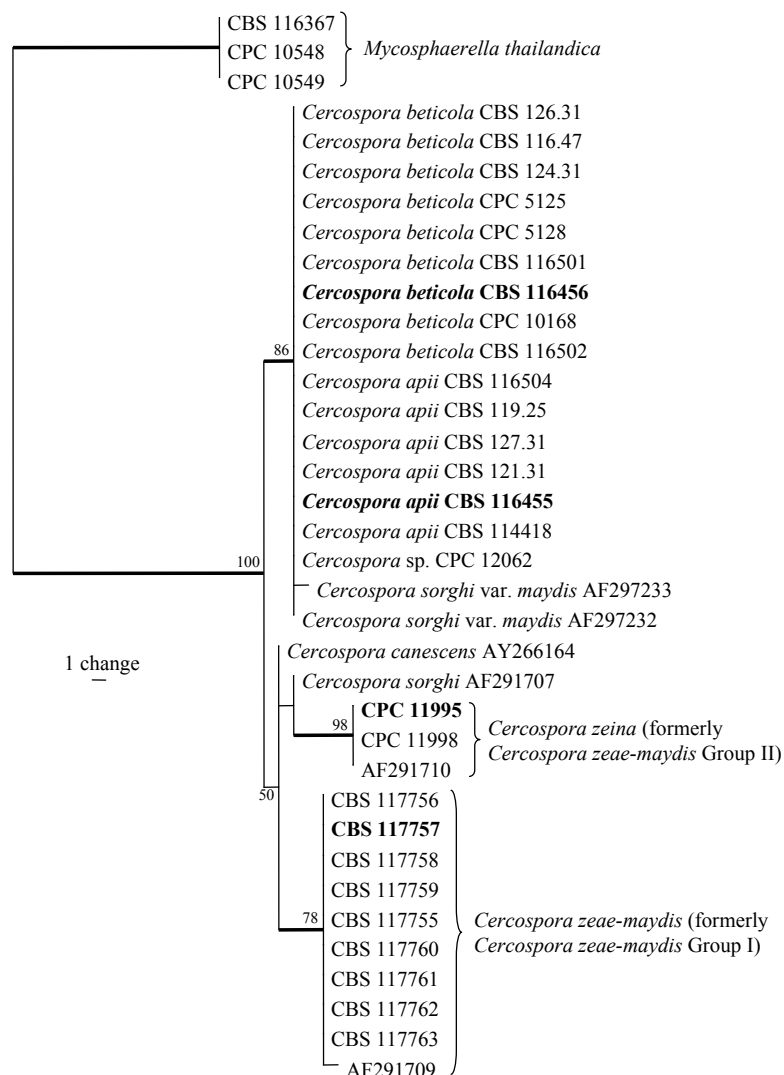 CBS 116367
CPC 10548
CPC 10549
Mycosphaerella thailandica
Cercospora beticola CBS 126.31
Cercospora beticola CBS 116.47
Cercospora beticola CBS 124.31
Cercospora beticola CPC 5125
Cercospora beticola CPC 5128
Cercospora beticola CBS 116501
Cercospora beticola CBS 116456
Cercospora beticola CPC 10168
86
Cercospora beticola CBS 116502
Cercospora apii CBS 116504
Cercospora apii CBS 119.25
Cercospora apii CBS 127.31
Cercospora apii CBS 121.31
Cercospora apii CBS 116455
Cercospora apii CBS 114418
100
Cercospora sp. CPC 12062
Cercospora sorghi var. maydis AF297233
Cercospora sorghi var. maydis AF297232
Cercospora canescens AY266164
1 change
Cercospora sorghi AF291707
98
CPC 11995
CPC 11998
AF291710
Cercospora zeina (formerly
Cercospora zeae-maydis Group II)
50
CBS 117756
CBS 117757
CBS 117758
CBS 117759
78
CBS 117755
CBS 117760
CBS 117761
CBS 117762
CBS 117763
AF291709
Cercospora zeae-maydis (formerly
Cercospora zeae-maydis Group I)